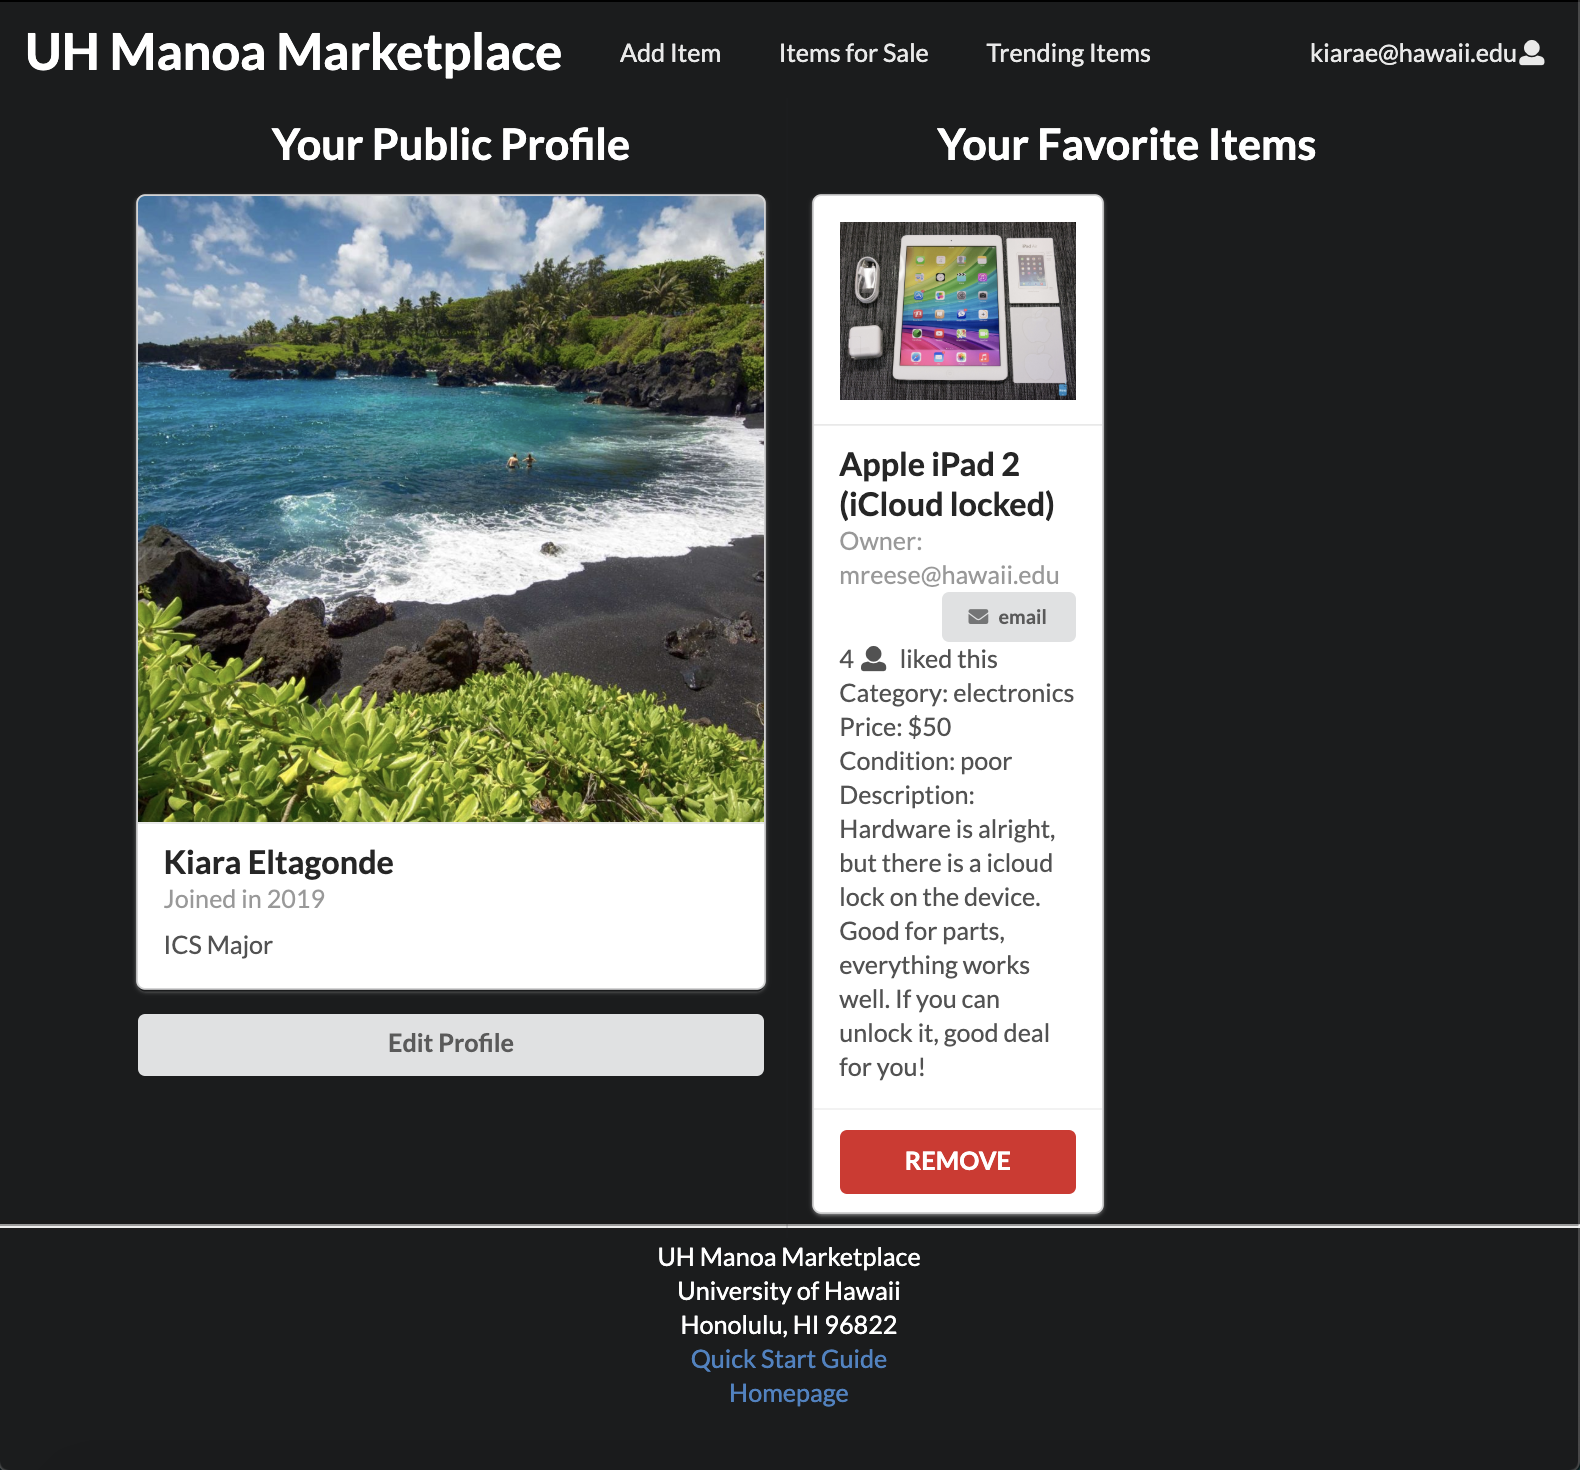 UH Manoa Marketplace
Add Item
Items for Sale
Trending Items
kiarae@hawaii.edu
Your Public Profile
Kiara Eltagonde
Joined in 2019
ICS Major
Edit Profile
Your Favorite Items
Apple iPad 2
(iCloud locked)
Owner:
mreese@hawaii.edu
email
4 liked this
Category: electronics
Price: $50
Condition: poor
Description:
Hardware is alright,
but there is a icloud
lock on the device.
Good for parts,
everything works
well. If you can
unlock it, good deal
for you!
REMOVE
UH Manoa Marketplace
University of Hawaii
Honolulu, HI 96822
Quick Start Guide
Homepage